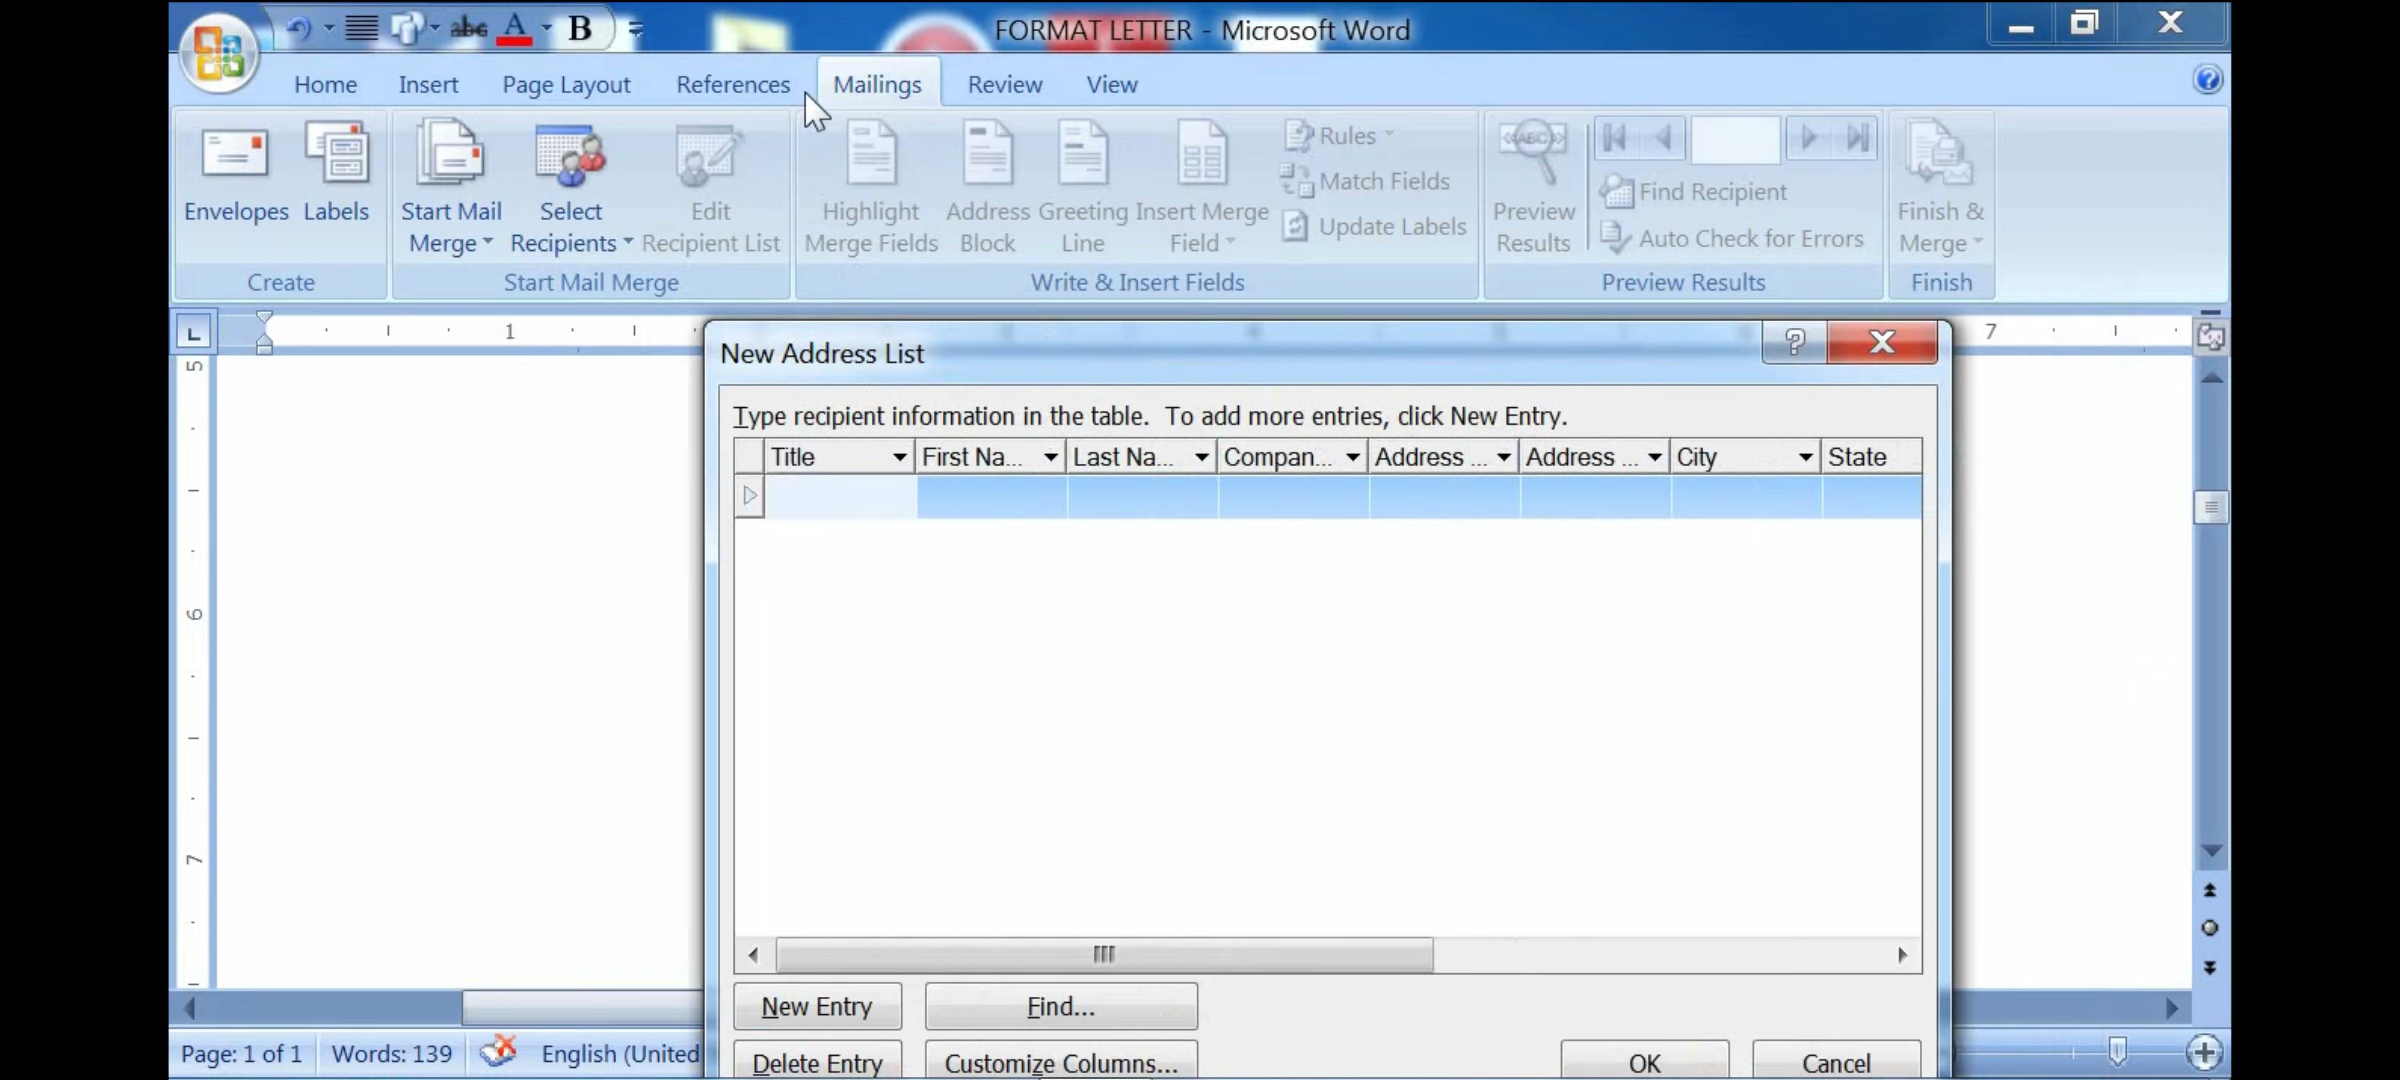 FORMAT LETTER - Microsoft Word
Home Insert Page Layout References Mailings Review View
Envelopes Labels Start Mail Merge Select Recipients Edit Recipient List Highlight Merge Fields Address Block Greeting Line Insert Merge Field Rules Match Fields Update Labels Preview Results Find Recipient Auto Check for Errors Finish & Merge
Create Start Mail Merge Write & Insert Fields Preview Results Finish
1 7
New Address List
Type recipient information in the table. To add more entries, click New Entry.
Title First Na... Last Na... Compan... Address ... Address ... City State
5
6
7
New Entry Find...
Delete Entry Customize Columns... OK Cancel
Page: 1 of 1 Words: 139 English (United